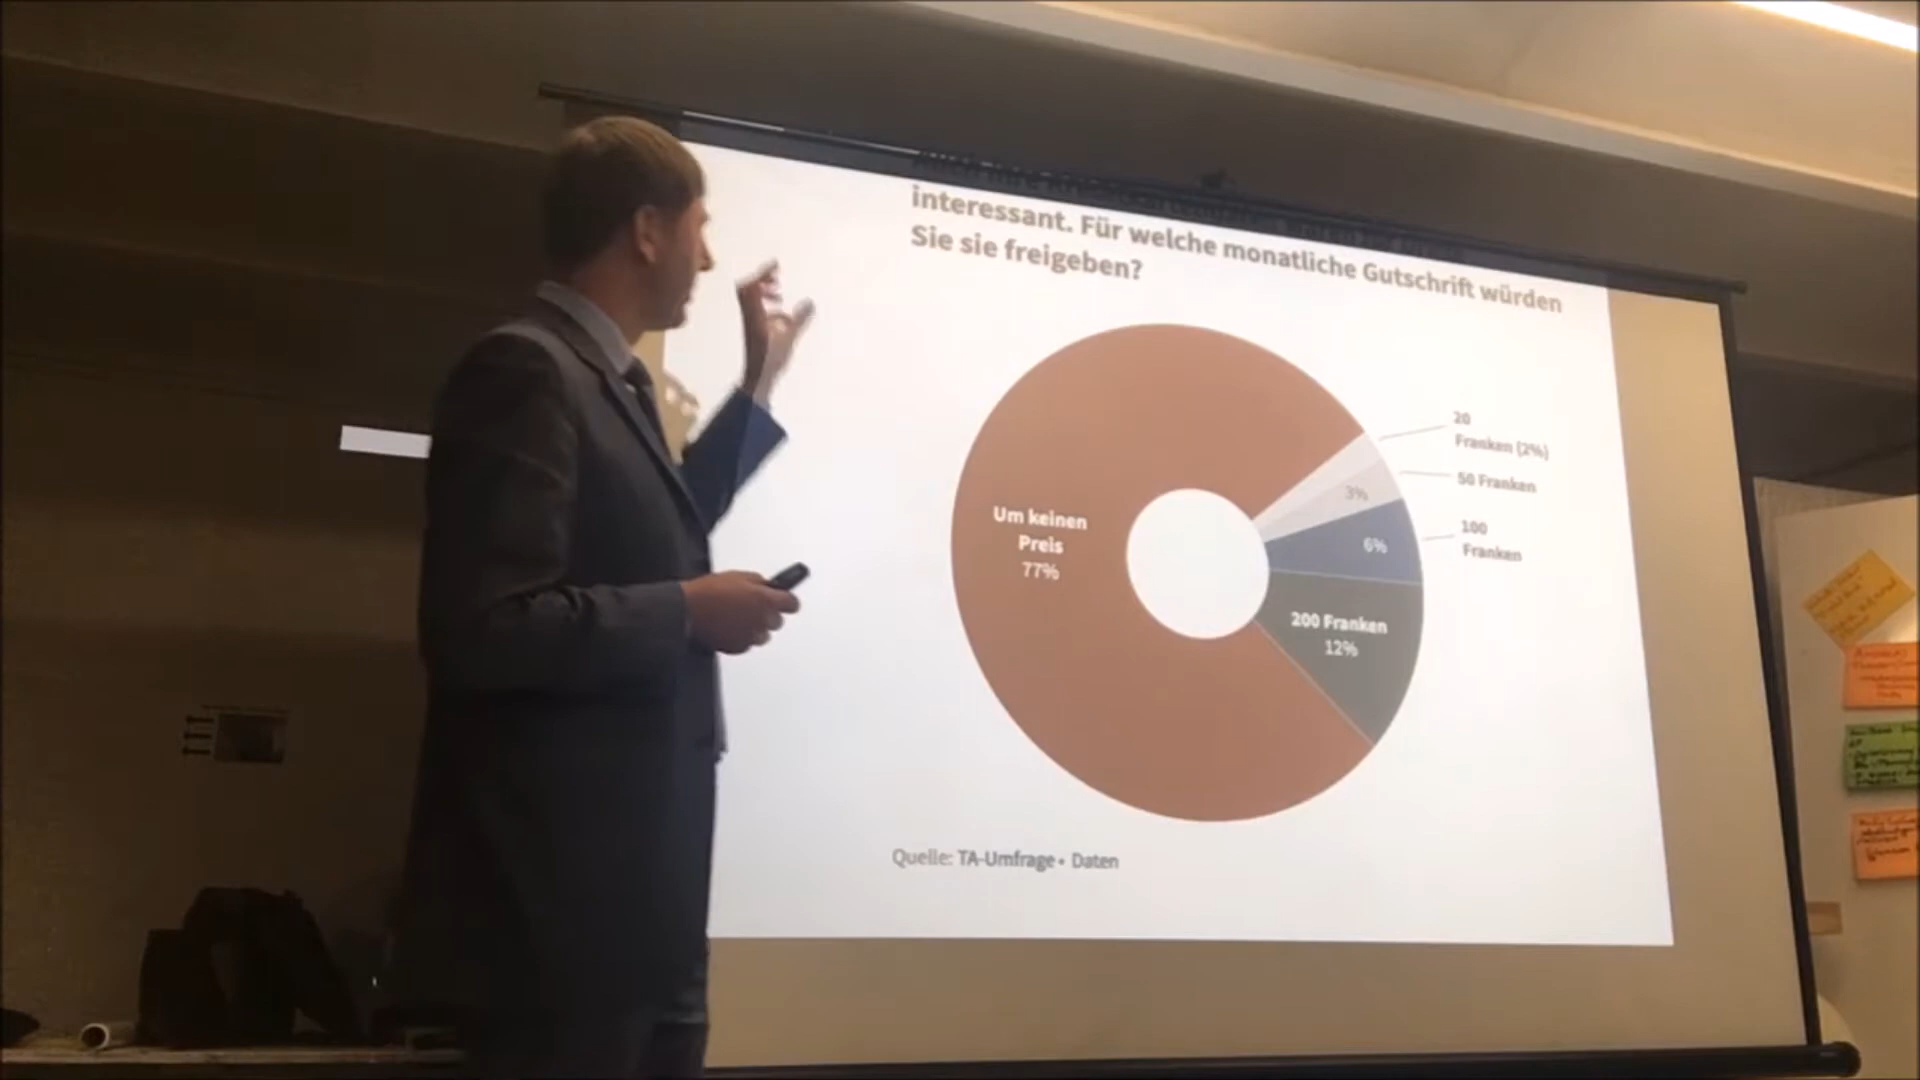 interessant. Für welche monatliche Gutschrift würden
Sie sie freigeben?
20
Franken (2%)
50 Franken
3%
100
Franken
6%
Um keinen
Preis
77%
200 Franken
12%
Quelle: TA-Umfrage • Daten